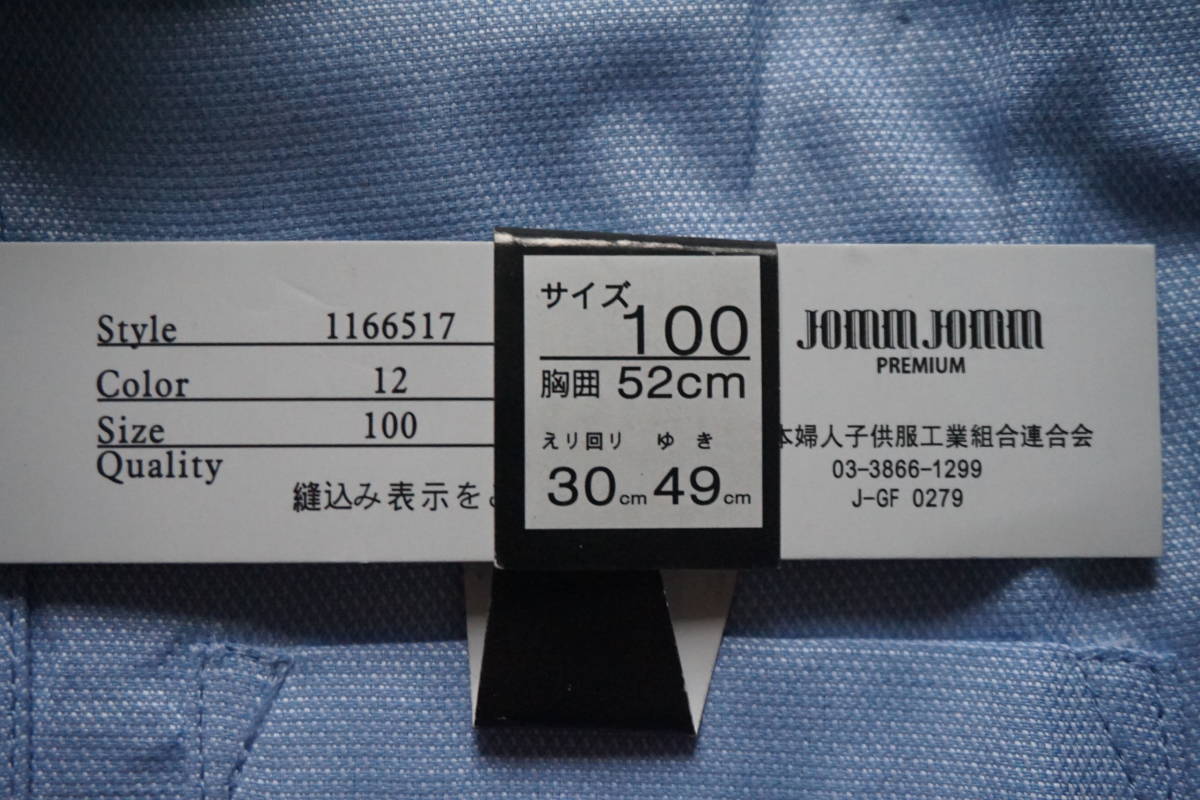 Style 1166517
Color 12
Size 100
Quality
縫込み表示を
サイズ 100
胸囲 52cm
えり回り ゆき
30cm 49cm
JOMM JOMM
PREMIUM
本婦人子供服工業組合連合会
03-3866-1299
J-GF 0279